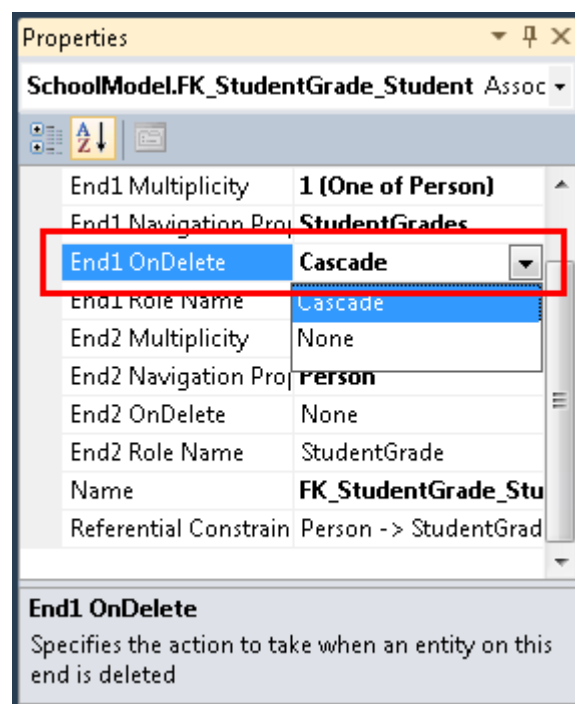 Properties
SchoolModel.FK_StudentGrade_Student Assoc
End1 Multiplicity 1 (One of Person)
End1 Navigation Pro StudentGrades
End1 OnDelete Cascade
End1 Role Name Cascade
End2 Multiplicity None
End2 Navigation Pro Person
End2 OnDelete None
End2 Role Name StudentGrade
Name FK_StudentGrade_Stu
Referential Constrain Person -> StudentGrad
End1 OnDelete
Specifies the action to take when an entity on this
end is deleted